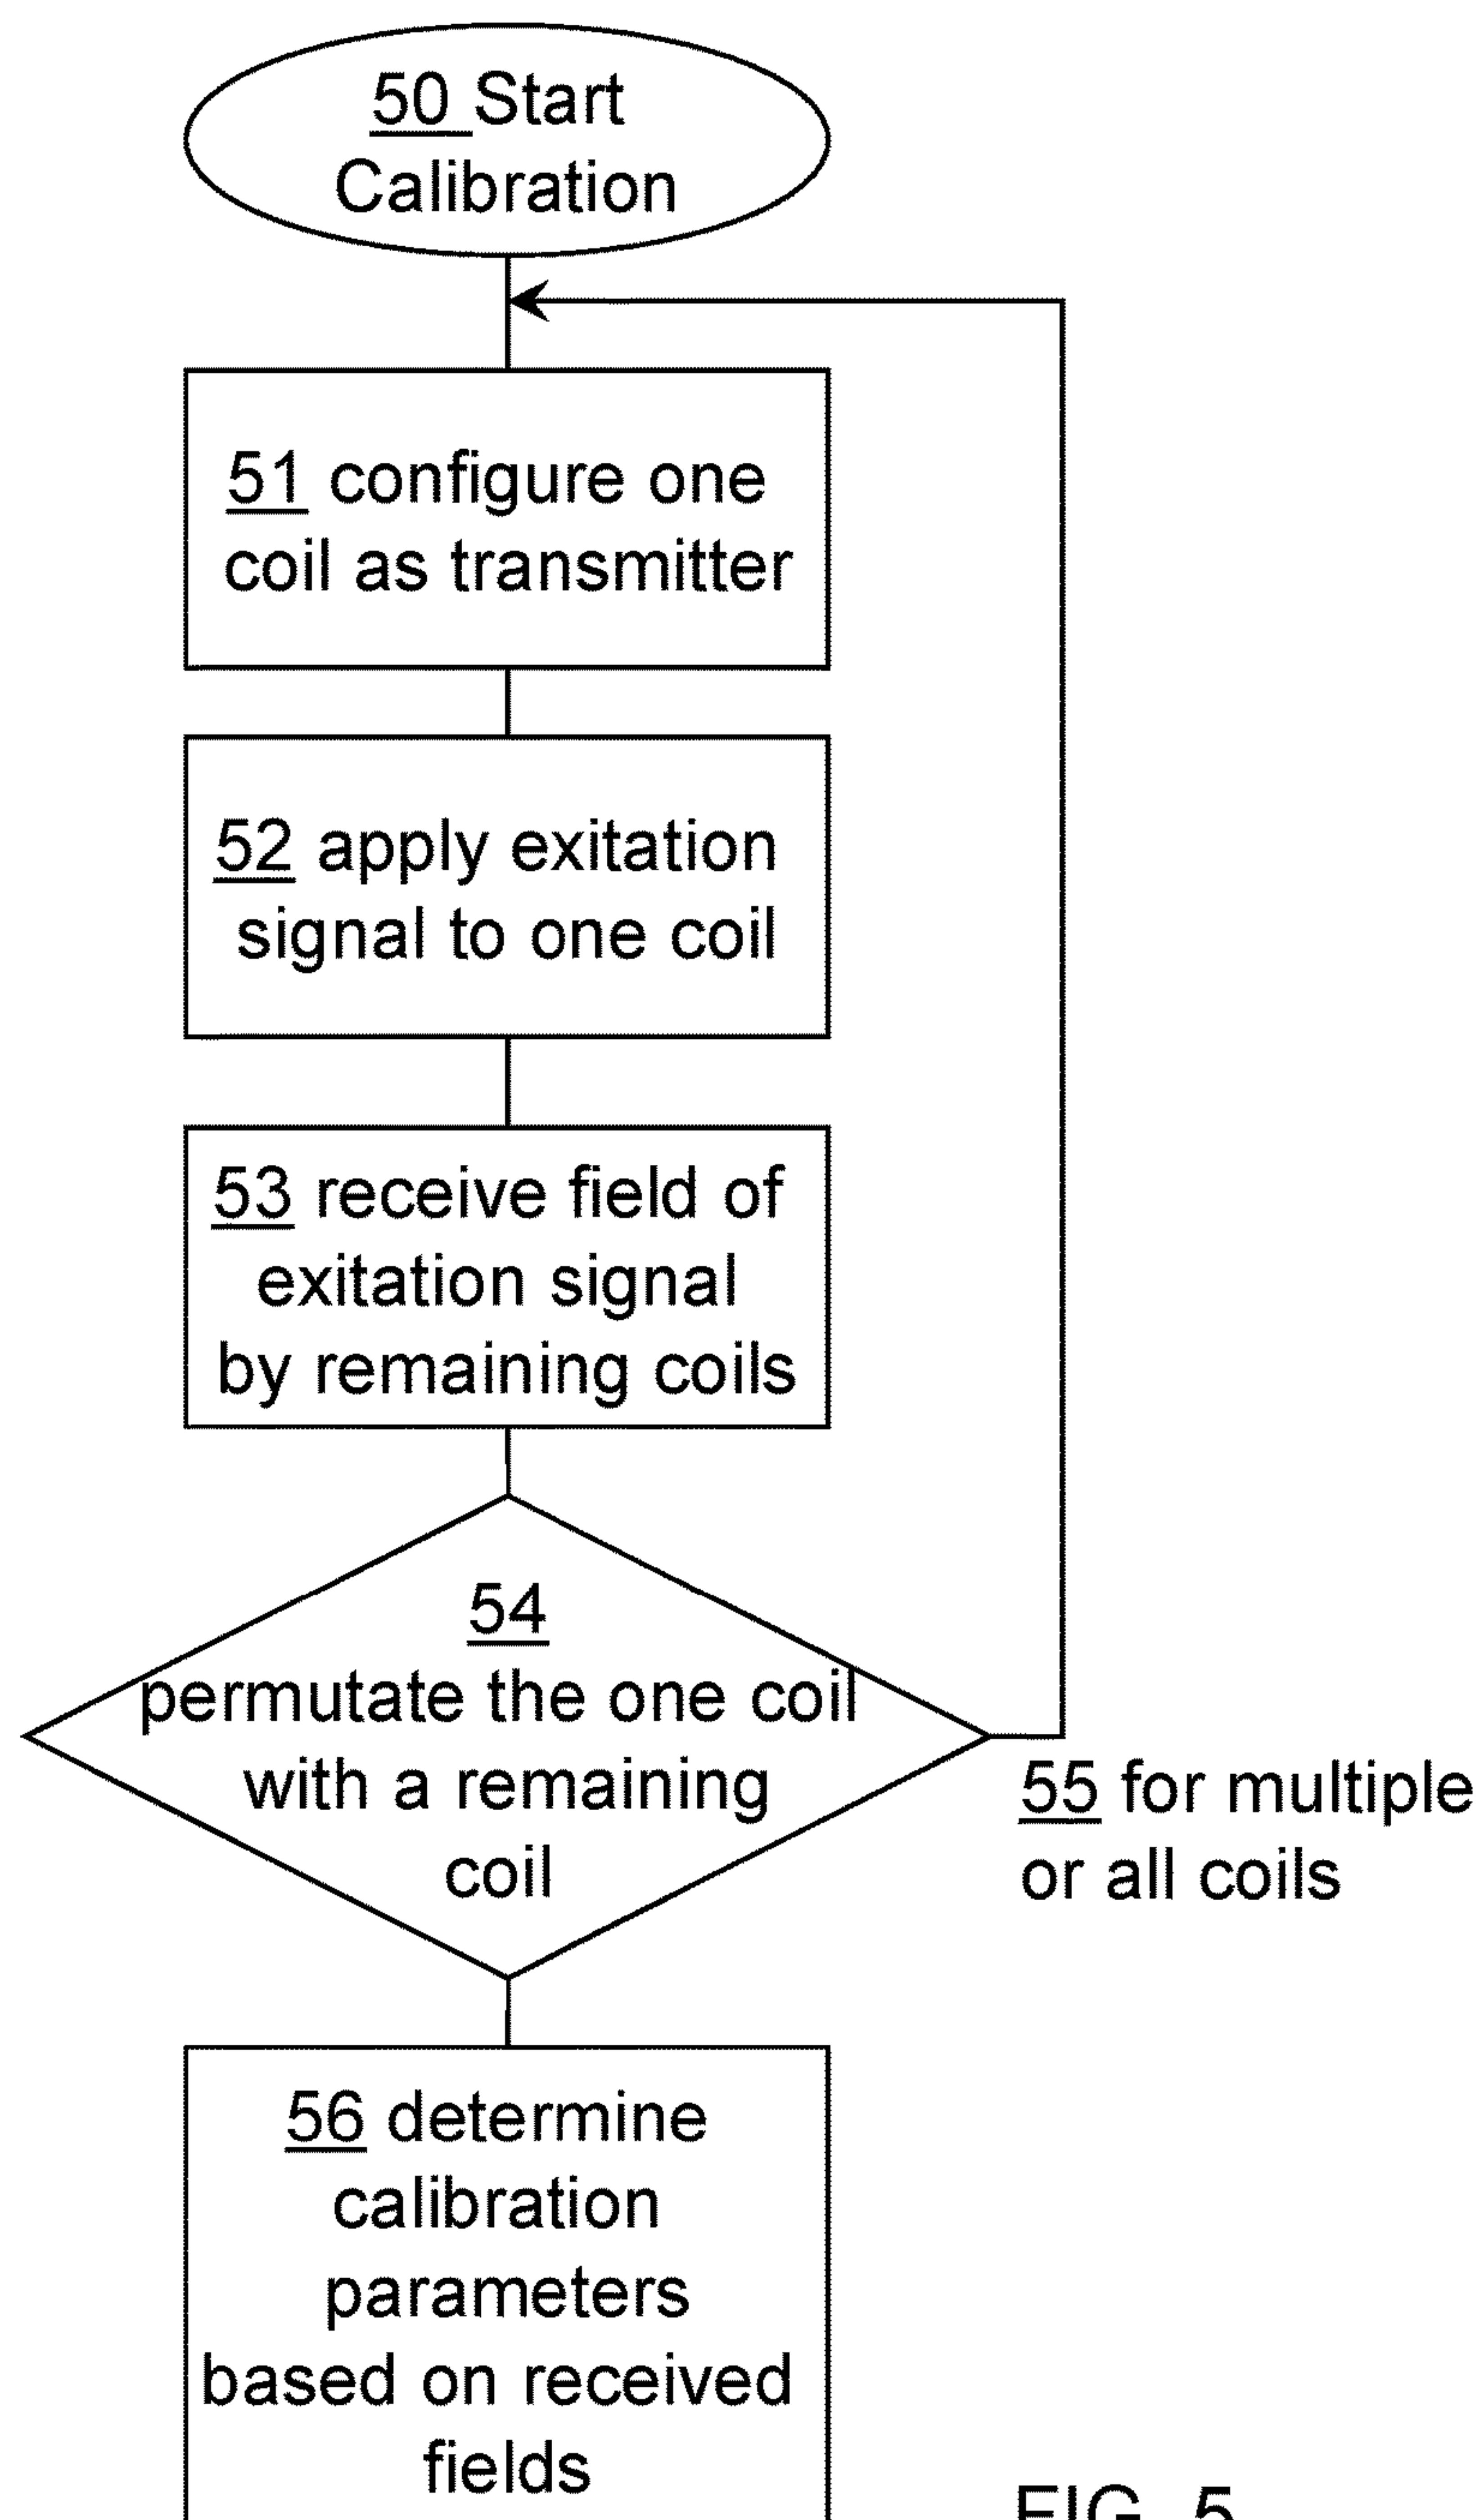 50 Start
Calibration
51 configure one
coil as transmitter
52 apply exitation
signal to one coil
53 receive field of
exitation signal
by remaining coils
54
permutate the one coil
with a remaining
coil
55 for multiple
or all coils
56 determine
calibration
parameters
based on received
fields
FIG. 5